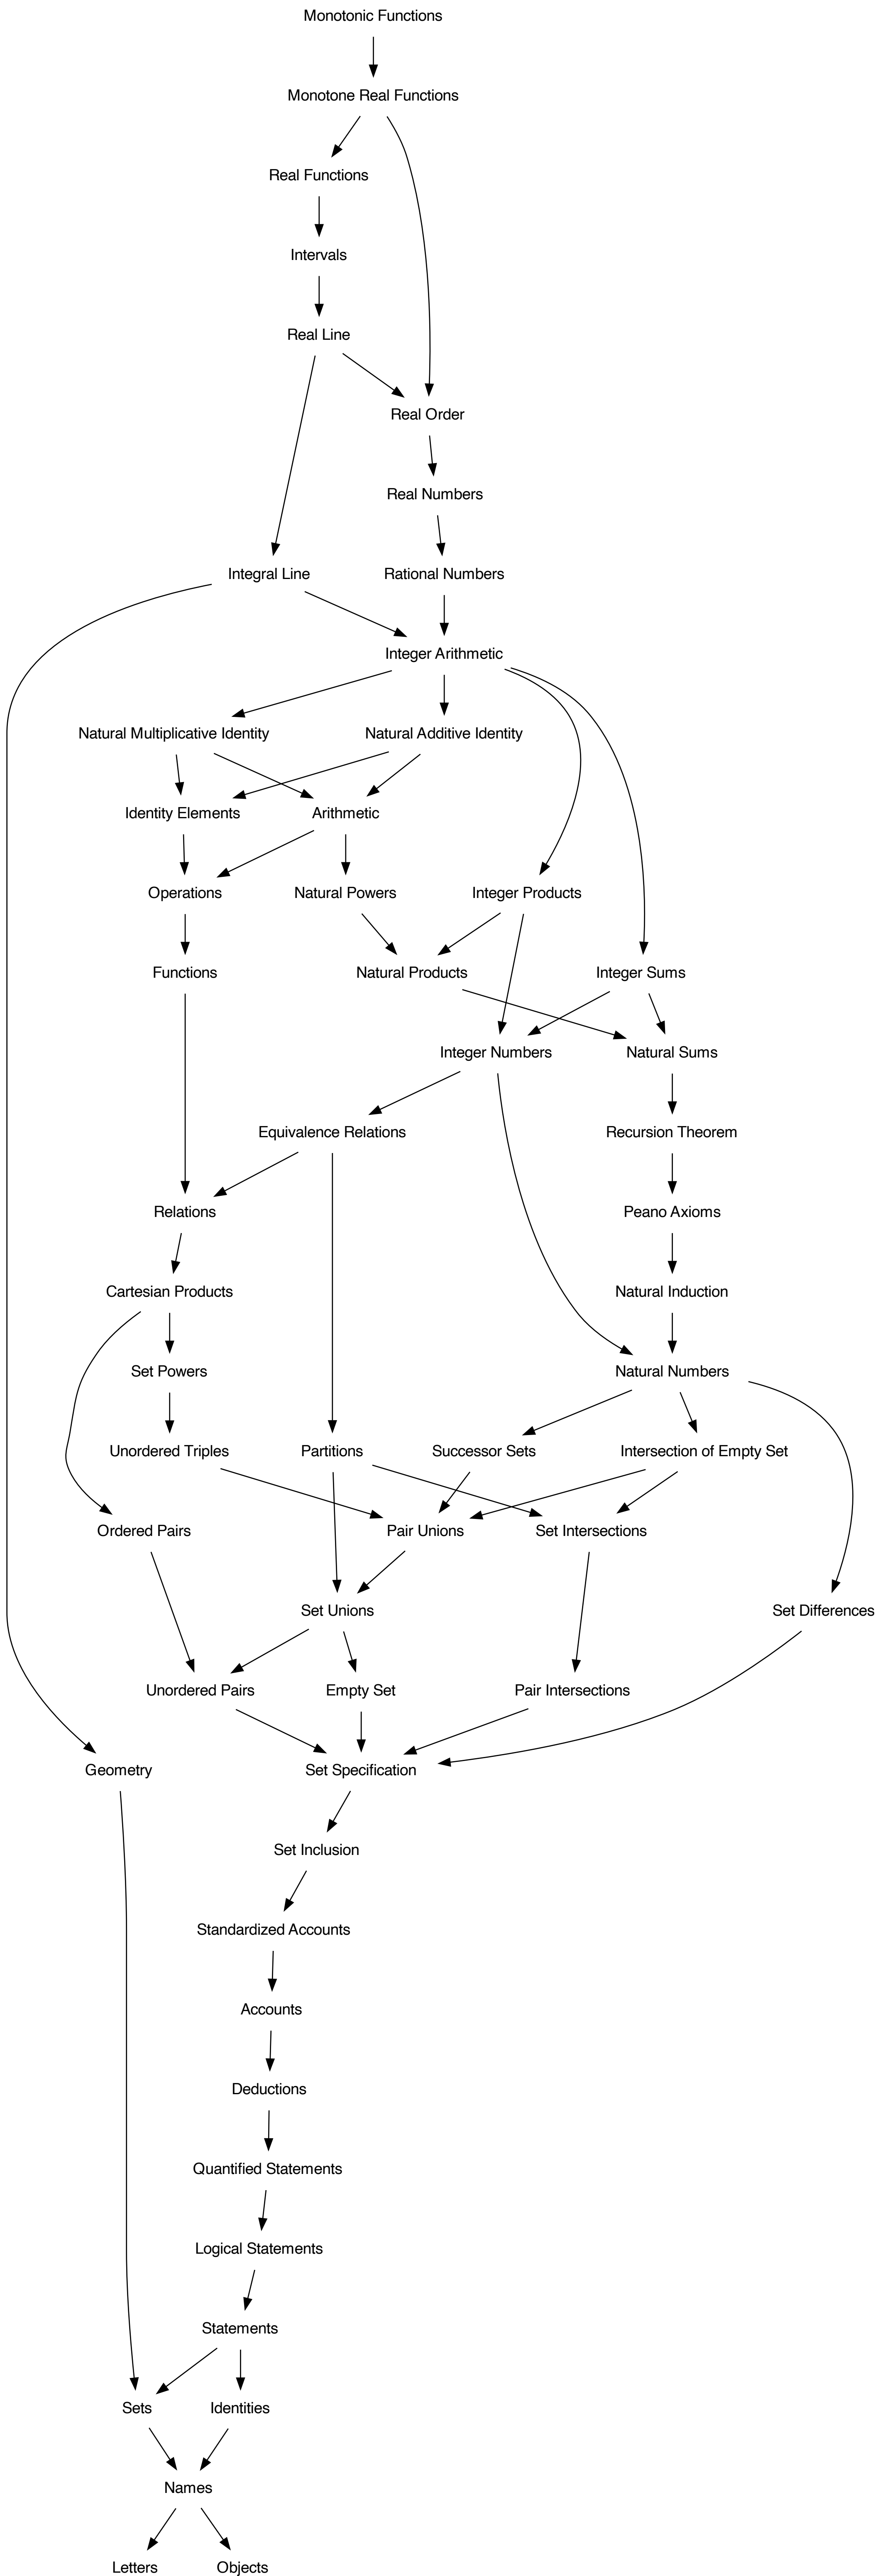 Monotonic Functions
Monotone Real Functions
Real Functions
Intervals
Real Line
Real Order
Real Numbers
Integral Line
Rational Numbers
Integer Arithmetic
Natural Multiplicative Identity
Natural Additive Identity
Identity Elements
Arithmetic
Operations
Natural Powers
Integer Products
Functions
Natural Products
Integer Sums
Integer Numbers
Natural Sums
Equivalence Relations
Recursion Theorem
Relations
Peano Axioms
Cartesian Products
Natural Induction
Set Powers
Natural Numbers
Unordered Triples
Partitions
Successor Sets
Intersection of Empty Set
Ordered Pairs
Pair Unions
Set Intersections
Set Unions
Set Differences
Unordered Pairs
Empty Set
Pair Intersections
Geometry
Set Specification
Set Inclusion
Standardized Accounts
Accounts
Deductions
Quantified Statements
Logical Statements
Statements
Sets
Identities
Names
Letters
Objects